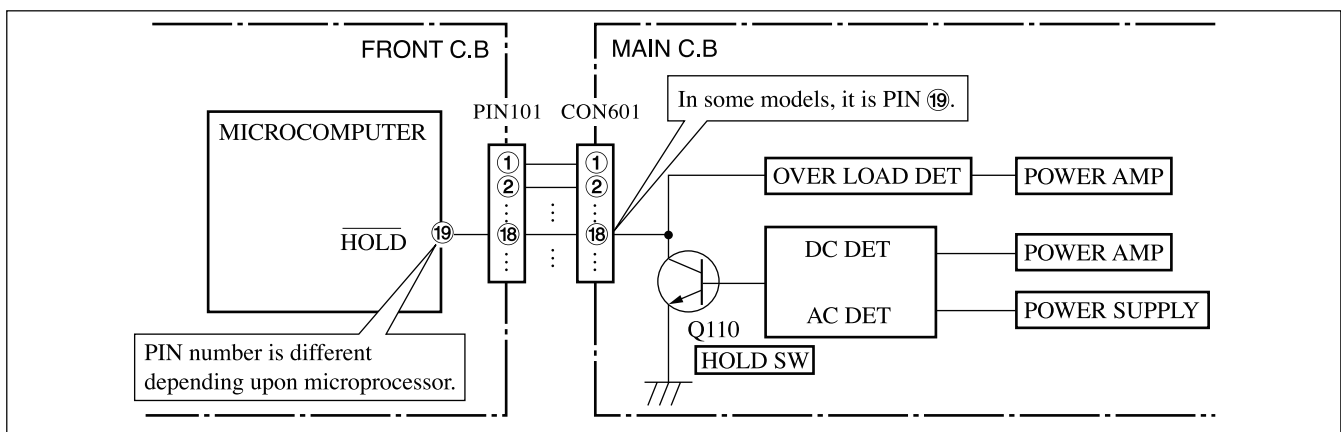 FRONT C.B
MAIN C.B
In some models, it is PIN ⑲.
PIN101
CON601
MICROCOMPUTER
①
①
②
②
OVER LOAD DET
POWER AMP
HOLD
⑲
⑱
⑱
DC DET
POWER AMP
AC DET
POWER SUPPLY
Q110
HOLD SW
PIN number is different
depending upon microprocessor.